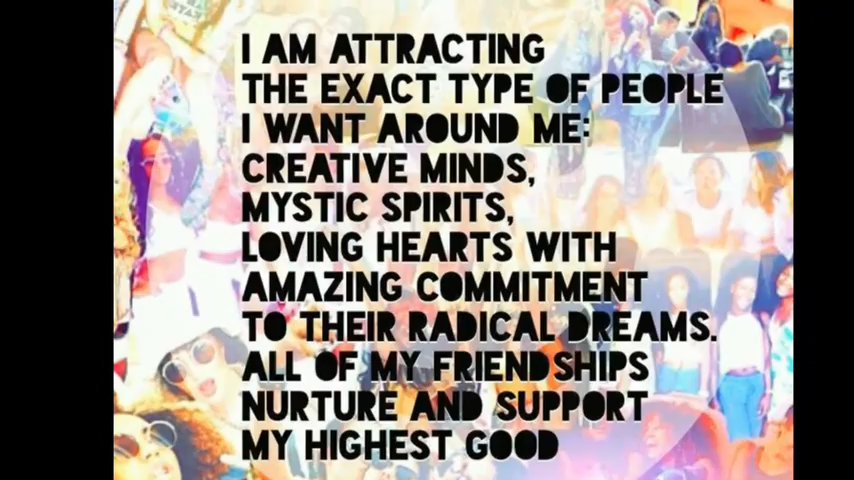 I AM ATTRACTING
THE EXACT TYPE OF PEOPLE
I WANT AROUND ME:
CREATIVE MINDS,
MYSTIC SPIRITS,
LOVING HEARTS WITH
AMAZING COMMITMENT
TO THEIR RADICAL DREAMS.
ALL OF MY FRIENDSHIPS
NURTURE AND SUPPORT
MY HIGHEST GOOD